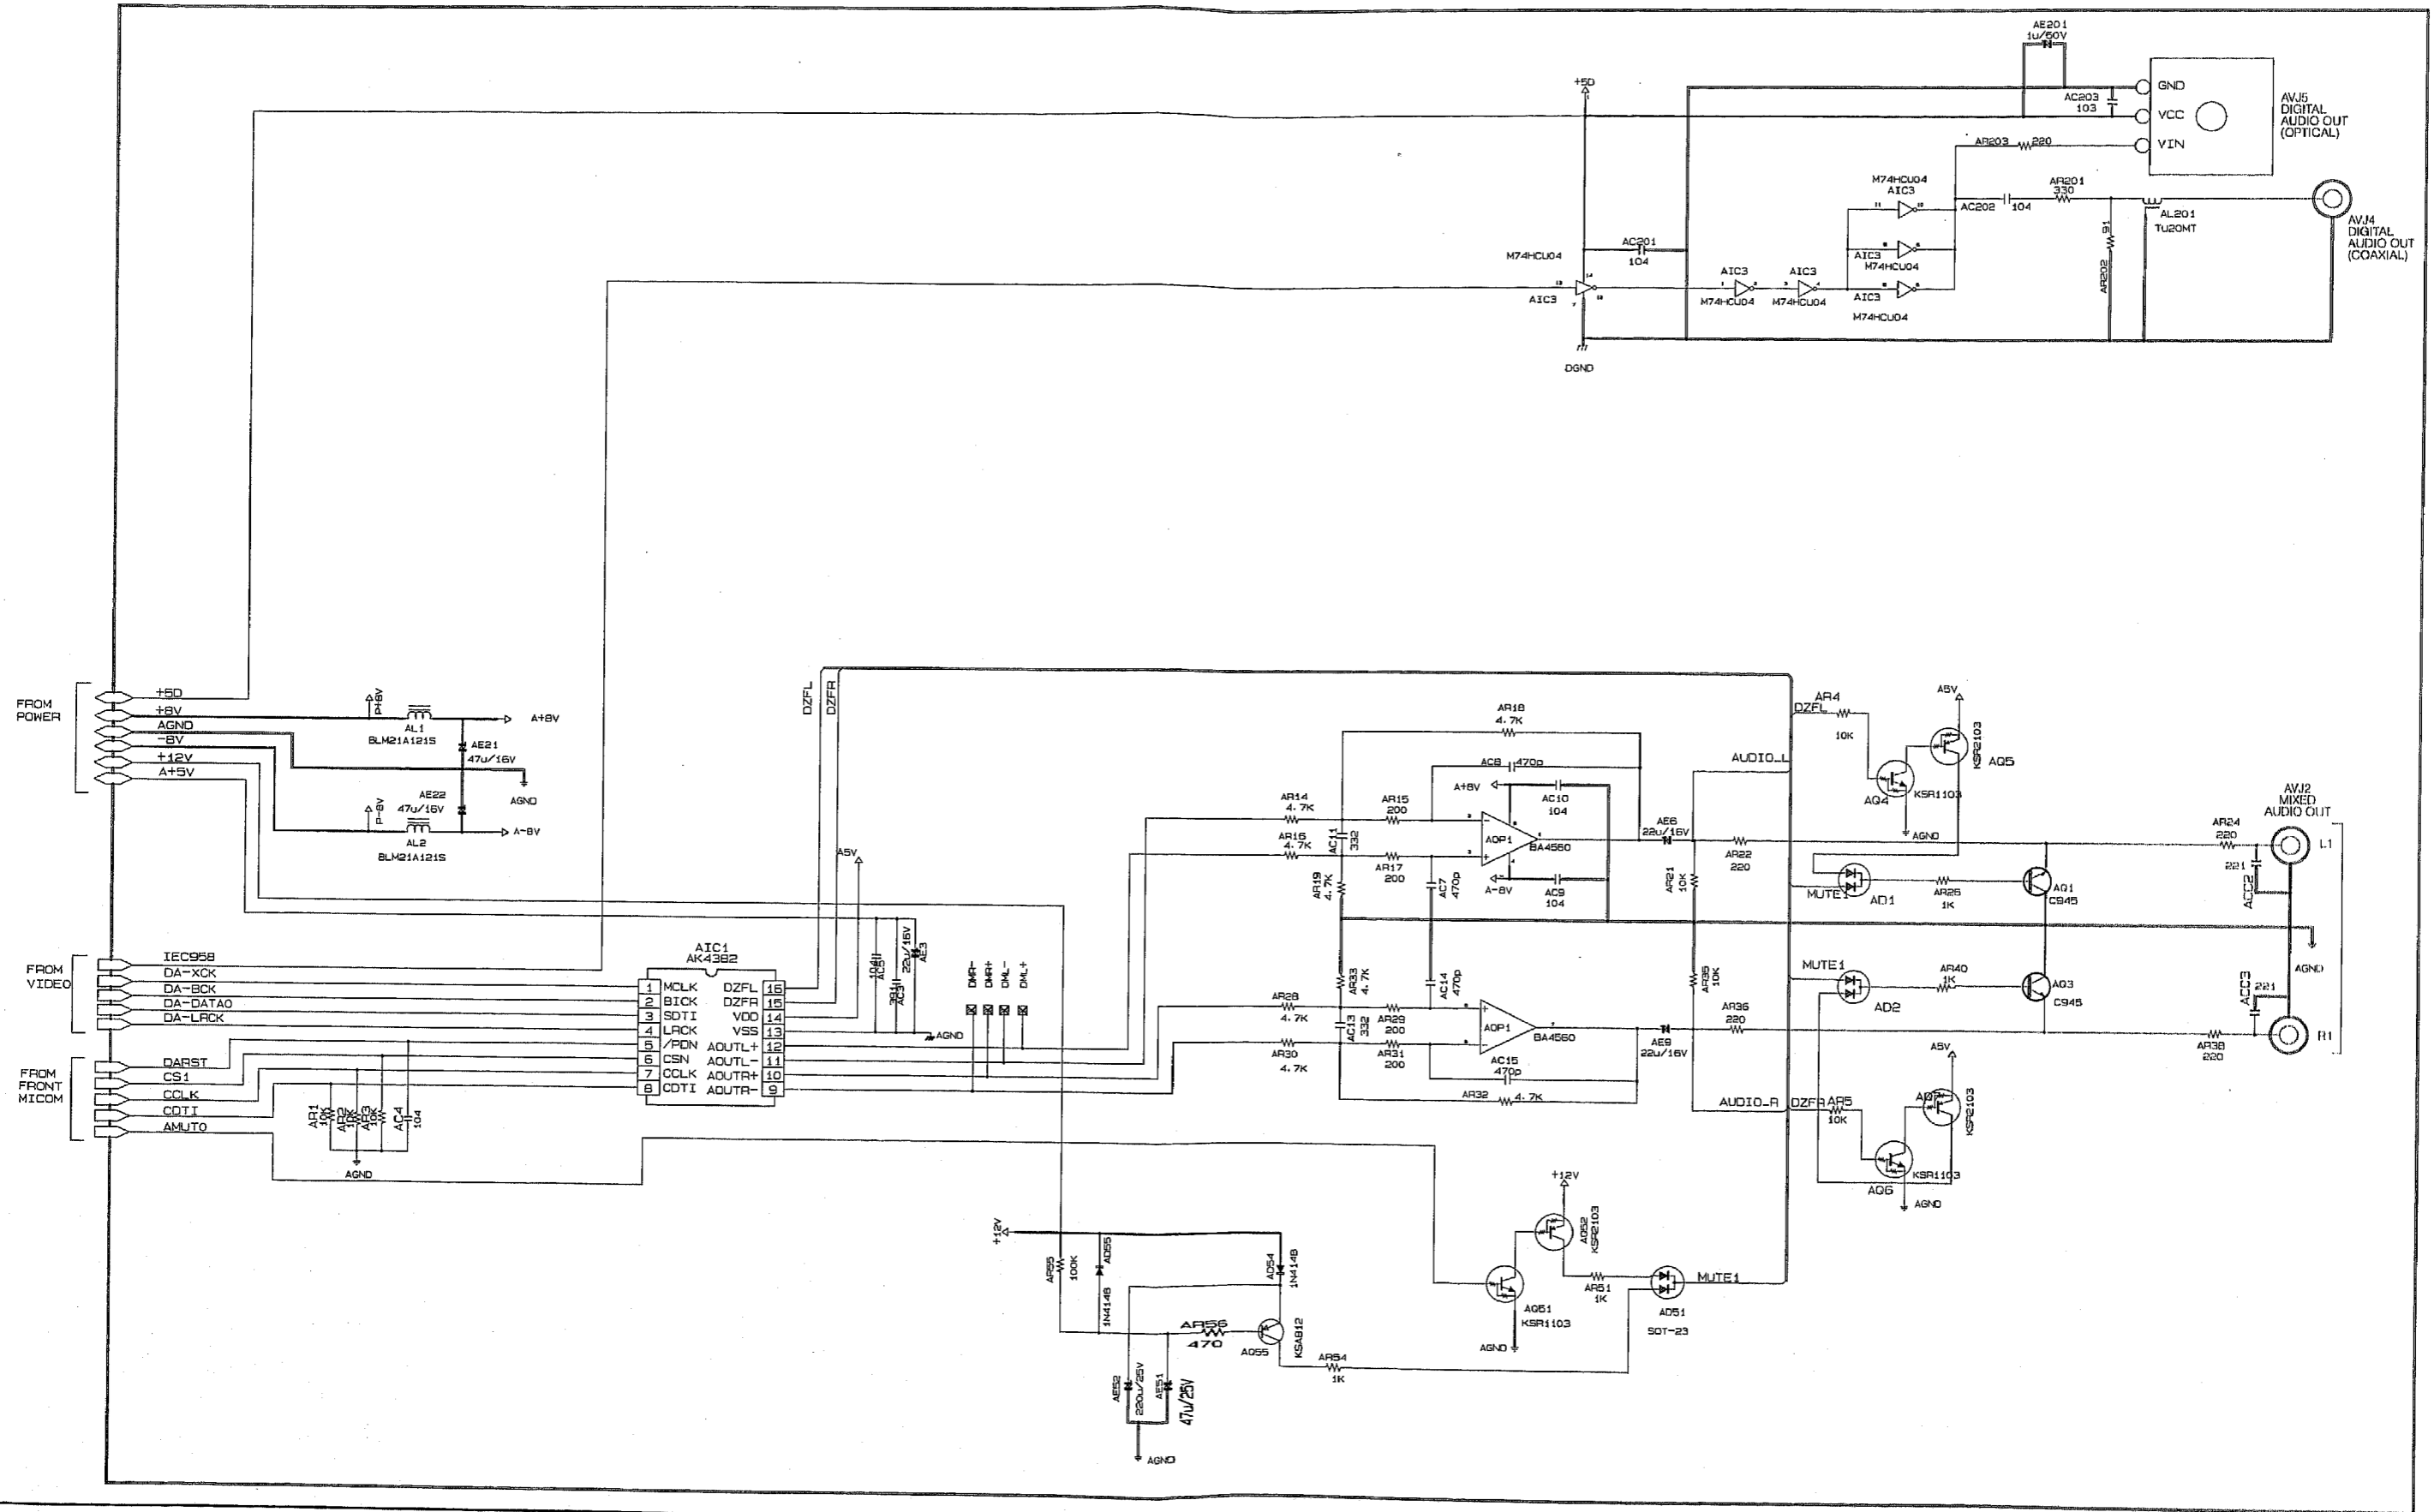 AE201
1u/50V
+5D
GND
VCC
VIN
AC203
103
AVJ5
DIGITAL
AUDIO OUT
(OPTICAL)
AR203 220
M74HCU04
AIC3
AR201
330
AC202 104
AL201
TU20MT
AVJ4
DIGITAL
AUDIO OUT
(COAXIAL)
91
AR202
AC201
104
M74HCU04
AIC3
AIC3
M74HCU04
AIC3
M74HCU04
AIC3
M74HCU04
AIC3
M74HCU04
DGND
FROM
POWER
+5D
+8V
AGND
-8V
+12V
A+5V
P+8V
AL1
BLM21A121S
A+8V
AE21
47u/16V
AGND
AE22
47u/16V
P-8V
AL2
BLM21A121S
A-8V
DZFL
DZFR
A5V
FROM
VIDEO
IEC958
DA-XCK
DA-BCK
DA-DATA0
DA-LRCK
FROM
FRONT
MICOM
DARST
CS1
CCLK
CDTI
AMUTO
AR1
10K
AR2
10K
AR3
10K
AC4
104
AGND
AIC1
AK4382
1 MCLK DZFL 16
2 BICK DZFR 15
3 SDTI VDD 14
4 LRCK VSS 13
5 /PDN AOUTL+ 12
6 CSN AOUTL- 11
7 CCLK AOUTR+ 10
8 CDTI AOUTR- 9
104
AC5
AC3
22u/16V
AE3
AGND
DMR-
DMR+
DML-
DML+
AR18
4.7K
AC8 470p
A+8V
AC10
104
AR14
4.7K
AR15
200
AR16
4.7K
AC11
332
AR17
200
AR19
4.7K
AC7
470p
AOP1
BA4560
A-8V
AC9
104
AE6
22u/16V
AR21
10K
AR22
220
AUDIO_L
AR4
DZFL
10K
AQ4
KSR1103
AGND
A5V
KSR2103
AQ5
MUTE1
AD1
AR26
1K
AQ1
C945
AR24
220
AVJ2
MIXED
AUDIO OUT
L1
221
ACC2
AR33
4.7K
AC14
470p
AR28
4.7K
AC13
332
AR29
200
AR30
4.7K
AR31
200
AOP1
BA4560
AC15
470p
AR32 4.7K
AE9
22u/16V
AR35
10K
AR36
220
MUTE1
AD2
AR40
1K
AQ3
C945
AGND
ACC3
221
AR38
220
R1
AUDIO_R
DZFR AR5
10K
A5V
KSR2103
KSR1103
AQ6
AGND
+12V
AR55
100K
AD55
1N4148
AD54
1N4148
AR56
470
AQ55
KSA812
AE52
220u/25V
AE51
47u/25V
AGND
AR54
1K
+12V
AQ52
KSR2103
AQ51
KSR1103
AGND
AR51
1K
AD51
SOT-23
MUTE1